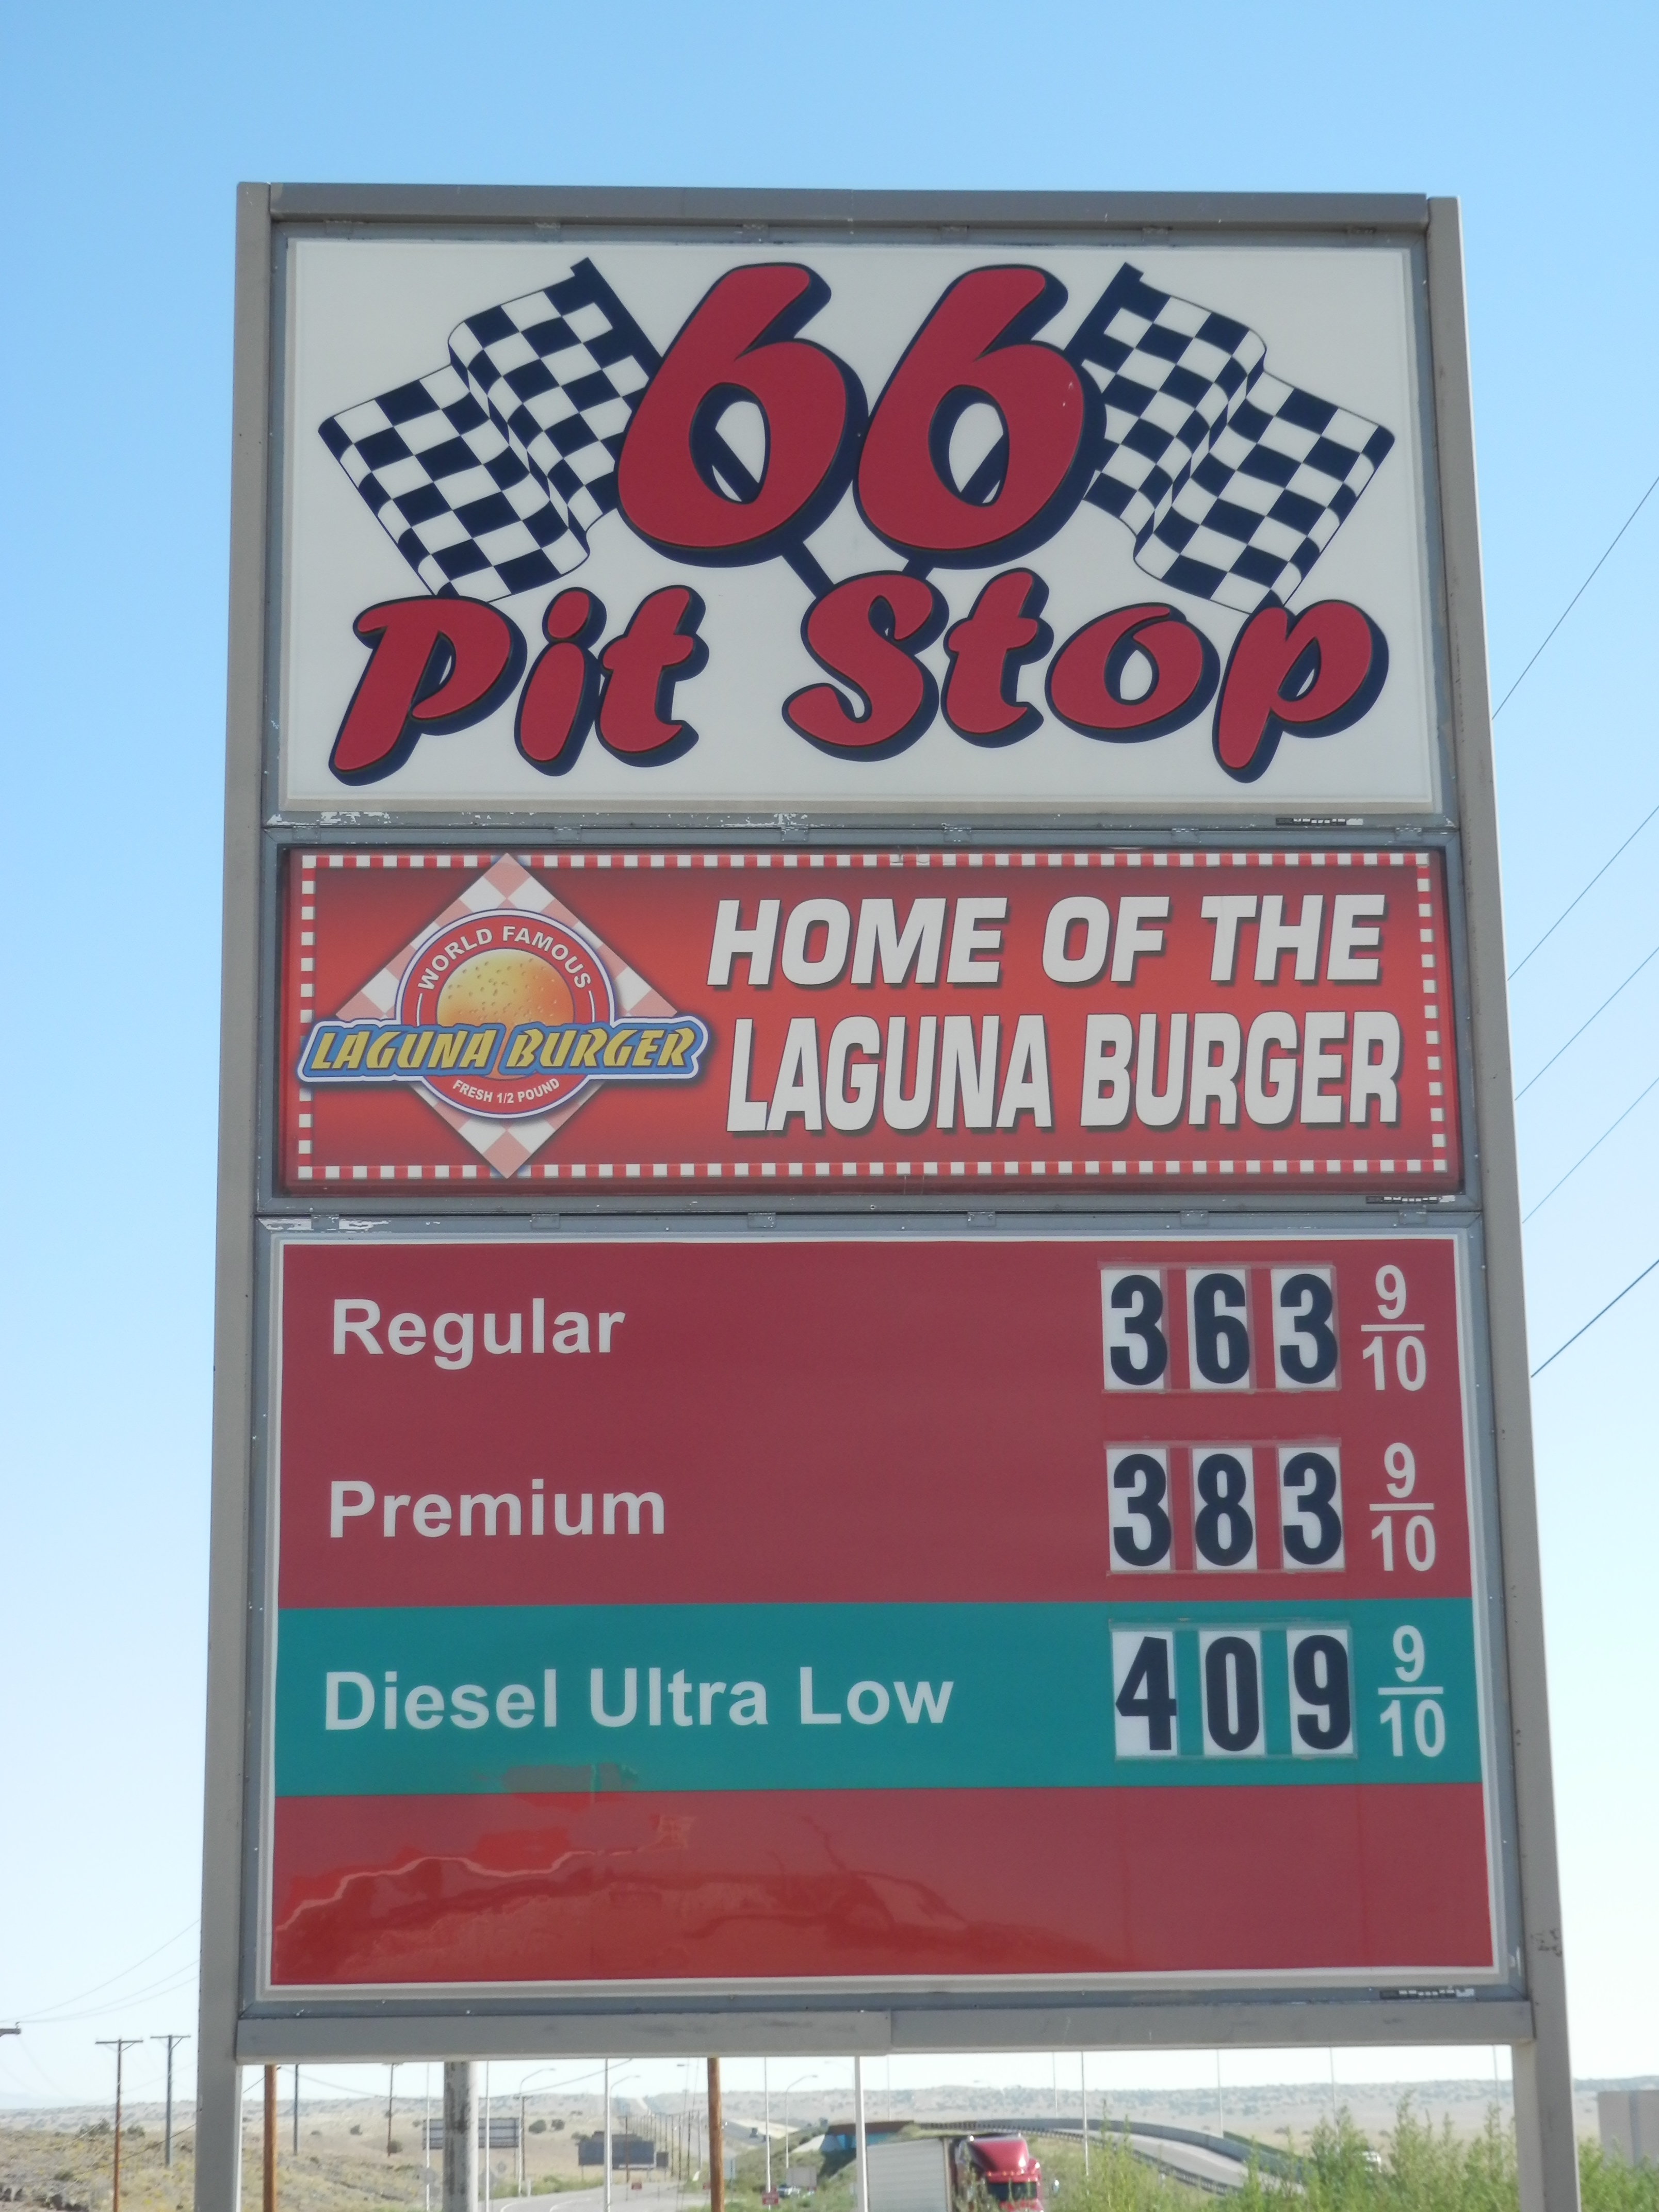 66
Pit Stop
WORLD FAMOUS
LAGUNA BURGER
FRESH 1/2 POUND
HOME OF THE
LAGUNA BURGER
Regular 363 9/10
Premium 383 9/10
Diesel Ultra Low 409 9/10